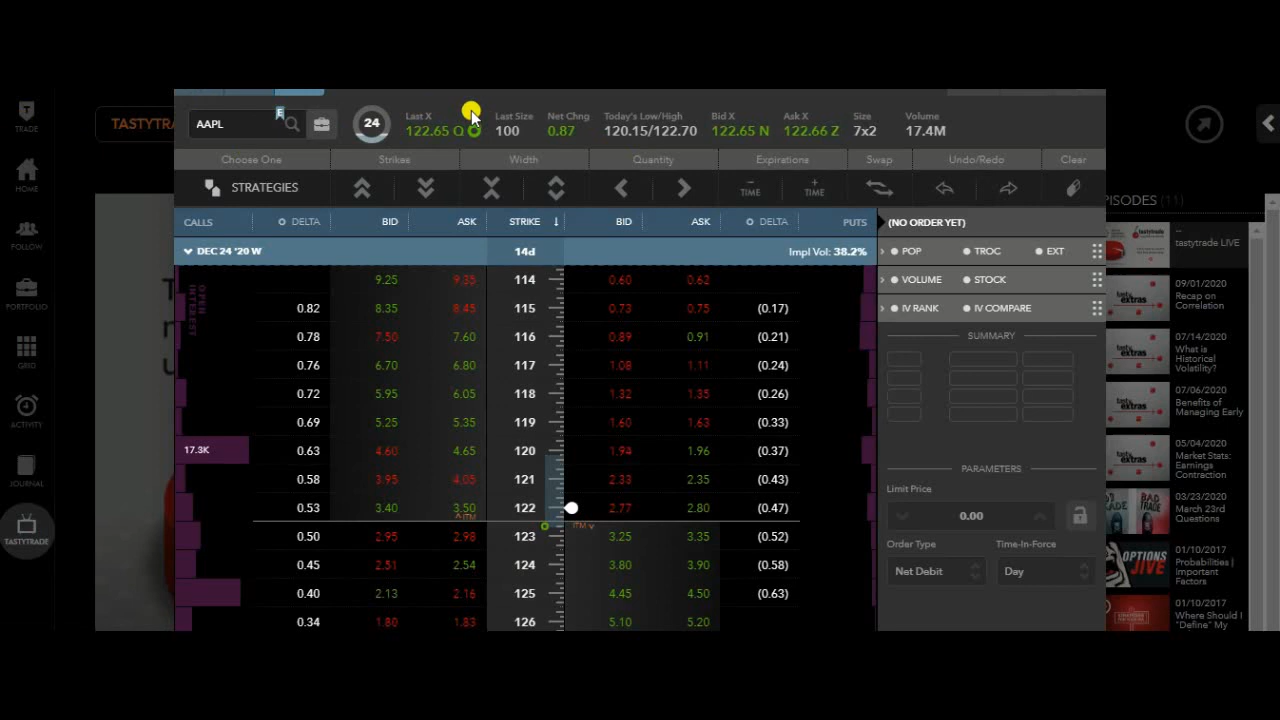 TRADE
HOME
FOLLOW
PORTFOLIO
GRID
ACTIVITY
JOURNAL
TASTYTRADE
TASTYTR
AAPL
E
24
Last X
122.65 Q
Last Size
100
Net Chng
0.87
Today's Low/High
120.15/122.70
Bid X
122.65 N
Ask X
122.66 Z
Size
7x2
Volume
17.4M
Choose One Strikes Width Quantity Expirations Swap Undo/Redo Clear
STRATEGIES
TIME TIME
CALLS DELTA BID ASK STRIKE BID ASK DELTA PUTS
DEC 24 '20 W 14d Impl Vol: 38.2%
OPEN INTEREST
9.25 9.35 114 0.60 0.62
0.82 8.35 8.45 115 0.73 0.75 (0.17)
0.78 7.50 7.60 116 0.89 0.91 (0.21)
0.76 6.70 6.80 117 1.08 1.11 (0.24)
0.72 5.95 6.05 118 1.32 1.35 (0.26)
0.69 5.25 5.35 119 1.60 1.63 (0.33)
17.3K 0.63 4.60 4.65 120 1.94 1.96 (0.37)
0.58 3.95 4.05 121 2.33 2.35 (0.43)
0.53 3.40 3.50 122 2.77 2.80 (0.47)
ITM ITM
0.50 2.95 2.98 123 3.25 3.35 (0.52)
0.45 2.51 2.54 124 3.80 3.90 (0.58)
0.40 2.13 2.16 125 4.45 4.50 (0.63)
0.34 1.80 1.83 126 5.10 5.20
(NO ORDER YET)
POP TROC EXT
VOLUME STOCK
IV RANK IV COMPARE
SUMMARY
PARAMETERS
Limit Price
0.00
Order Type Time-In-Force
Net Debit Day
PISODES (11)
--
tastytrade LIVE
09/01/2020
Recap on
Correlation
07/14/2020
What is
Historical
Volatility?
07/06/2020
Benefits of
Managing Early
05/04/2020
Market Stats:
Earnings
Contraction
03/23/2020
March 23rd
Questions
01/10/2017
Probabilities |
Important
Factors
01/10/2017
Where Should I
"Define" My
extras
extras
extras
extras
TRADE
BAD
TRADE
OPTIONS
JIVE